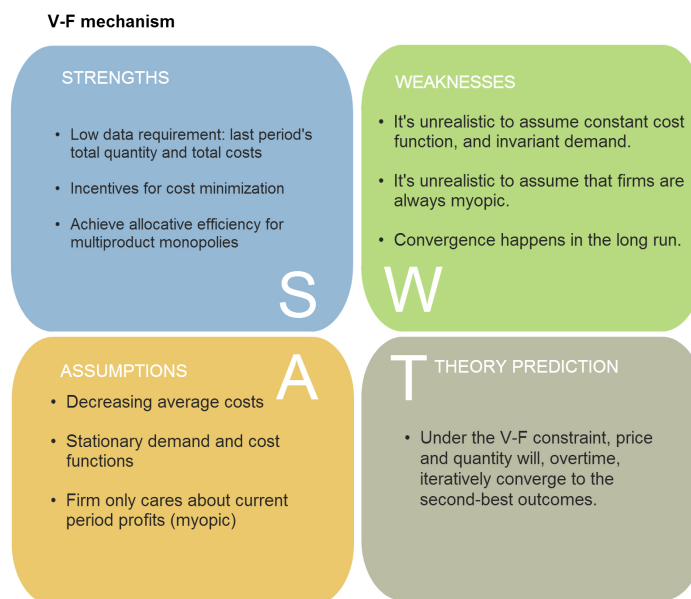 V-F mechanism
STRENGTHS
• Low data requirement: last period's
total quantity and total costs
• Incentives for cost minimization
• Achieve allocative efficiency for
multiproduct monopolies
S
WEAKNESSES
• It's unrealistic to assume constant cost
function, and invariant demand.
• It's unrealistic to assume that firms are
always myopic.
• Convergence happens in the long run.
W
ASSUMPTIONS
A
• Decreasing average costs
• Stationary demand and cost
functions
• Firm only cares about current
period profits (myopic)
T
THEORY PREDICTION
• Under the V-F constraint, price
and quantity will, overtime,
iteratively converge to the
second-best outcomes.